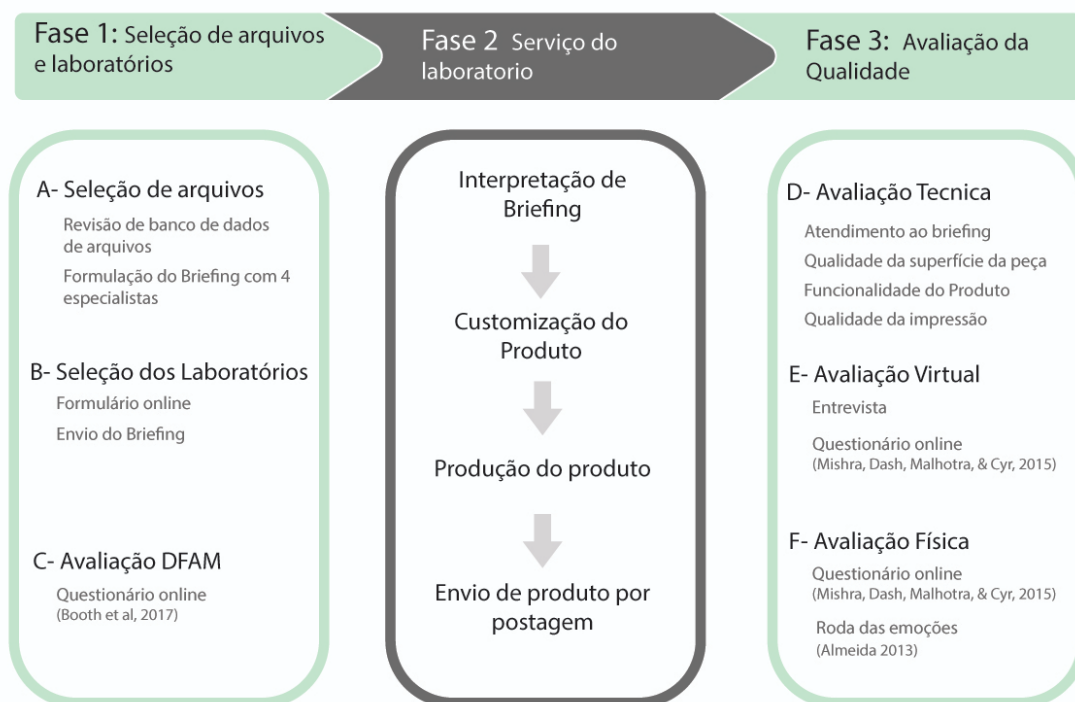 Fase 1: Seleção de arquivos
e laboratórios
Fase 2 Serviço do
laboratorio
Fase 3: Avaliação da
Qualidade
A- Seleção de arquivos
Revisão de banco de dados
de arquivos
Formulação do Briefing com 4
especialistas
B- Seleção dos Laboratórios
Formulário online
Envio do Briefing
C- Avaliação DFAM
Questionário online
(Booth et al, 2017)
Interpretação de
Briefing
Customização do
Produto
Produção do produto
Envio de produto por
postagem
D- Avaliação Tecnica
Atendimento ao briefing
Qualidade da superfície da peça
Funcionalidade do Produto
Qualidade da impressão
E- Avaliação Virtual
Entrevista
Questionário online
(Mishra, Dash, Malhotra, & Cyr, 2015)
F- Avaliação Física
Questionário online
(Mishra, Dash, Malhotra, & Cyr, 2015)
Roda das emoções
(Almeida 2013)